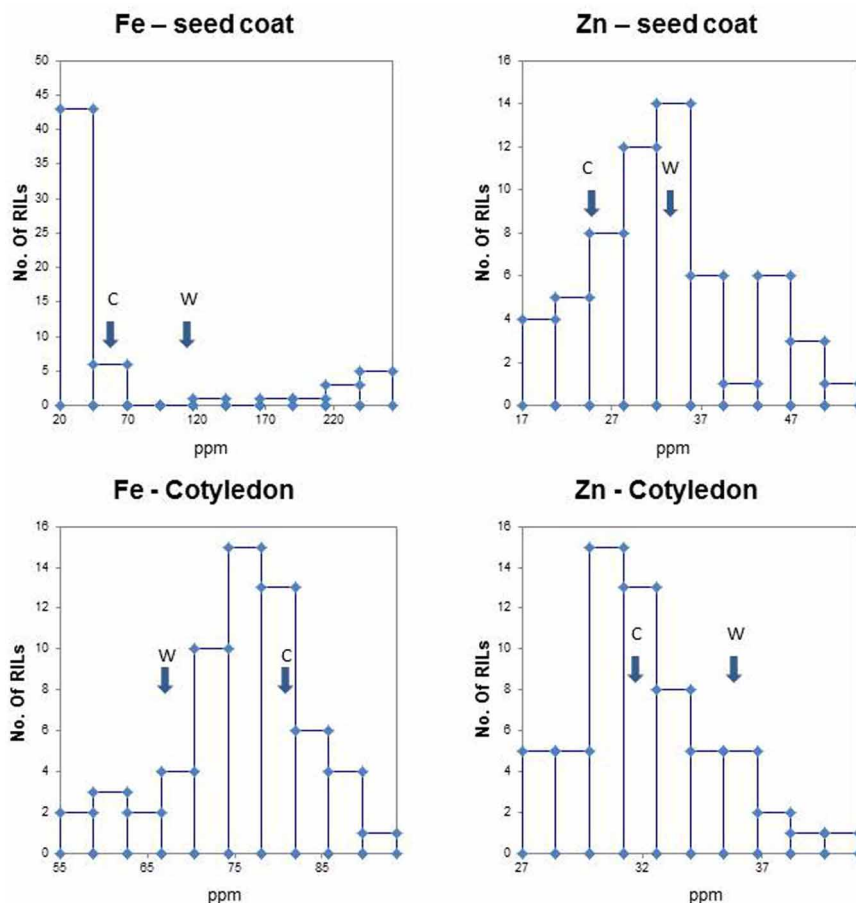 Fe – seed coat
50
45
40
35
30
25
20
15
10
5
0
No. Of RILs
C
W
20 70 120 170 220
ppm
Zn – seed coat
16
14
12
10
8
6
4
2
0
No. Of RILs
C
W
17 27 37 47
ppm
Fe - Cotyledon
16
14
12
10
8
6
4
2
0
No. Of RILs
W
C
55 65 75 85
ppm
Zn - Cotyledon
16
14
12
10
8
6
4
2
0
No. Of RILs
C
W
27 32 37
ppm